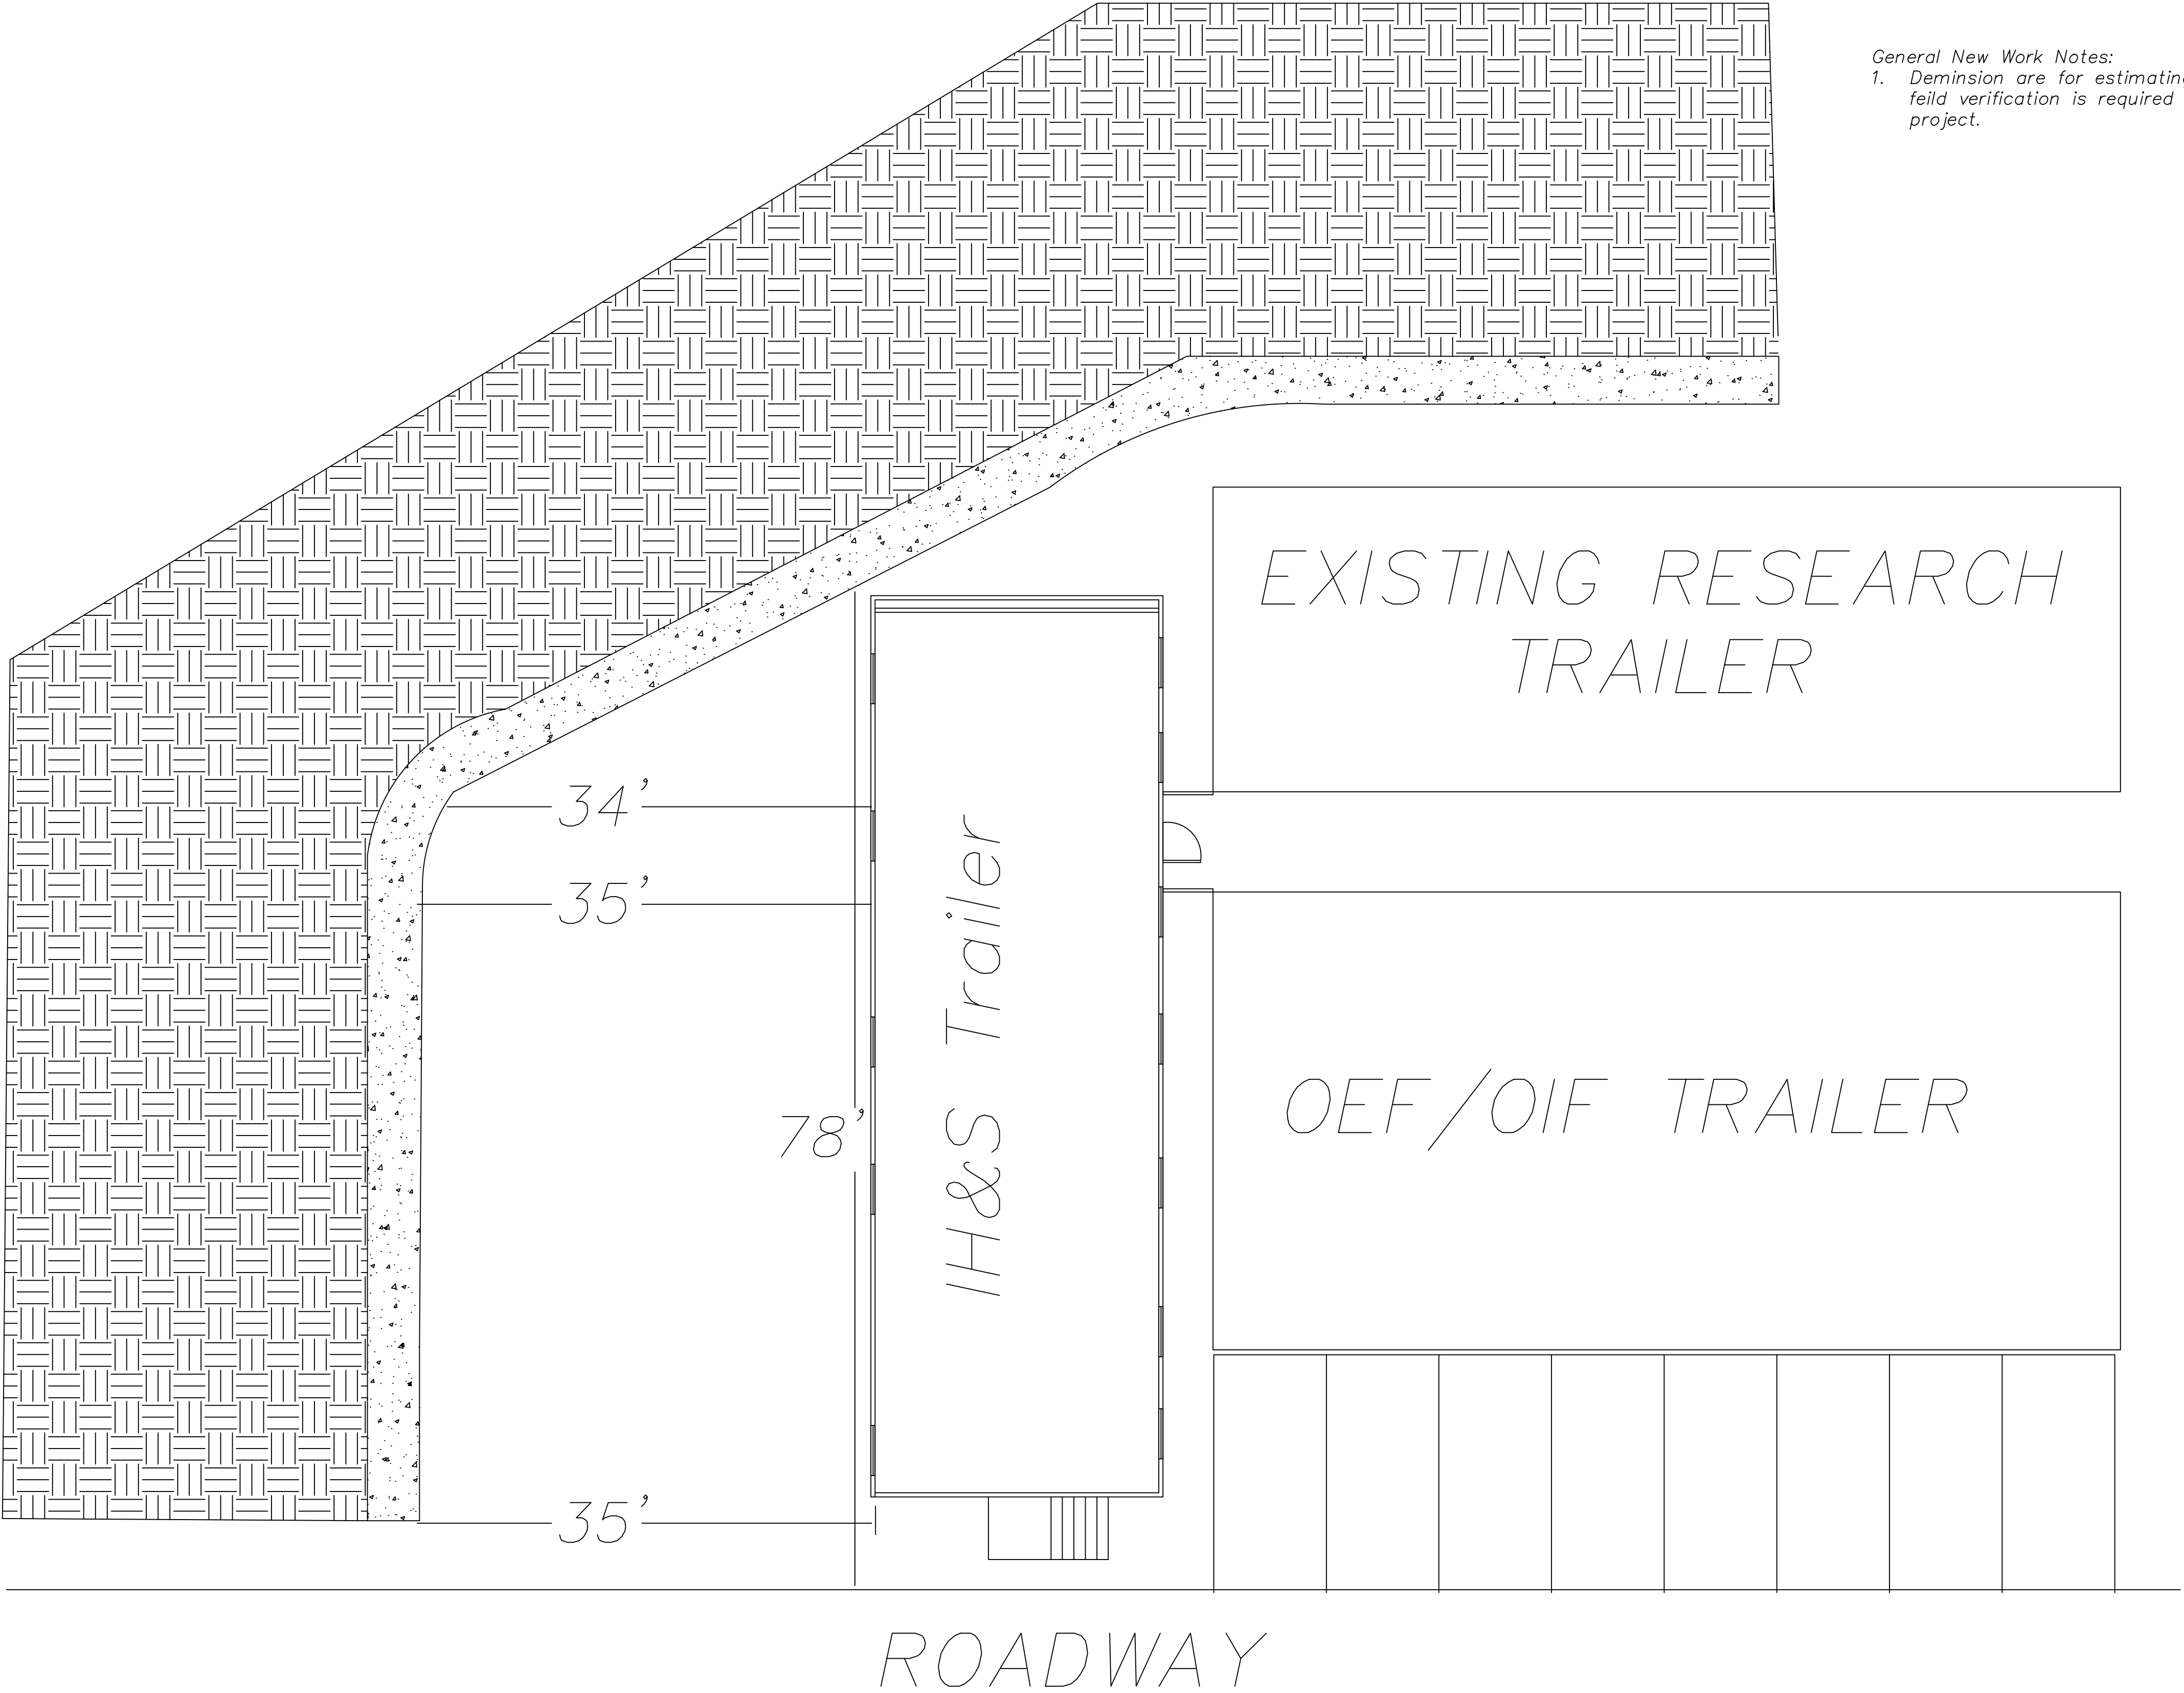 General New Work Notes:
1. Deminsion are for estimating
feild verification is required
project.
EXISTING RESEARCH
TRAILER
34'
35'
78'
IH&S Trailer
OEF/OIF TRAILER
35'
ROADWAY